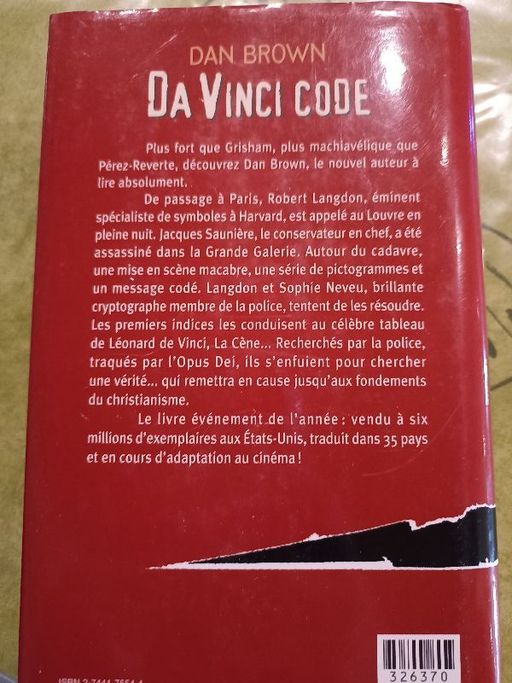 DAN BROWN
DA VINCI CODE
Plus fort que Grisham, plus machiavélique que
Pérez-Reverte, découvrez Dan Brown, le nouvel auteur à
lire absolument.
De passage à Paris, Robert Langdon, éminent
spécialiste de symboles à Harvard, est appelé au Louvre en
pleine nuit. Jacques Saunière, le conservateur en chef, a été
assassiné dans la Grande Galerie. Autour du cadavre,
une mise en scène macabre, une série de pictogrammes et
un message codé. Langdon et Sophie Neveu, brillante
cryptographe membre de la police, tentent de les résoudre.
Les premiers indices les conduisent au célèbre tableau
de Léonard de Vinci, La Cène... Recherchés par la police,
traqués par l'Opus Dei, ils s'enfuient pour chercher
une vérité... qui remettra en cause jusqu'aux fondements
du christianisme.
Le livre événement de l'année : vendu à six
millions d'exemplaires aux États-Unis, traduit dans 35 pays
et en cours d'adaptation au cinéma !
326370
ISBN